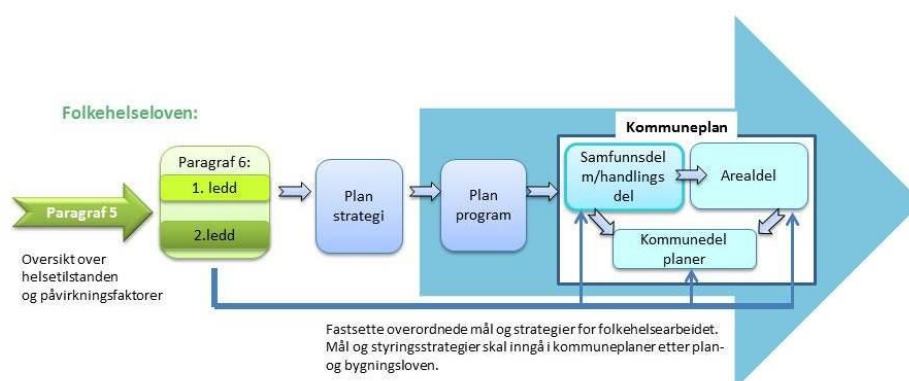 Folkehelseloven:
Paragraf 5
Oversikt over
helsetilstanden
og påvirkningsfaktorer
Paragraf 6:
1. ledd
2.ledd
Plan
strategi
Plan
program
Kommuneplan
Samfunnsdel
m/handlings
del
Arealdel
Kommunedel
planer
Fastsette overordnede mål og strategier for folkehelsearbeidet.
Mål og styringsstrategier skal inngå i kommuneplaner etter plan-
og bygningsloven.